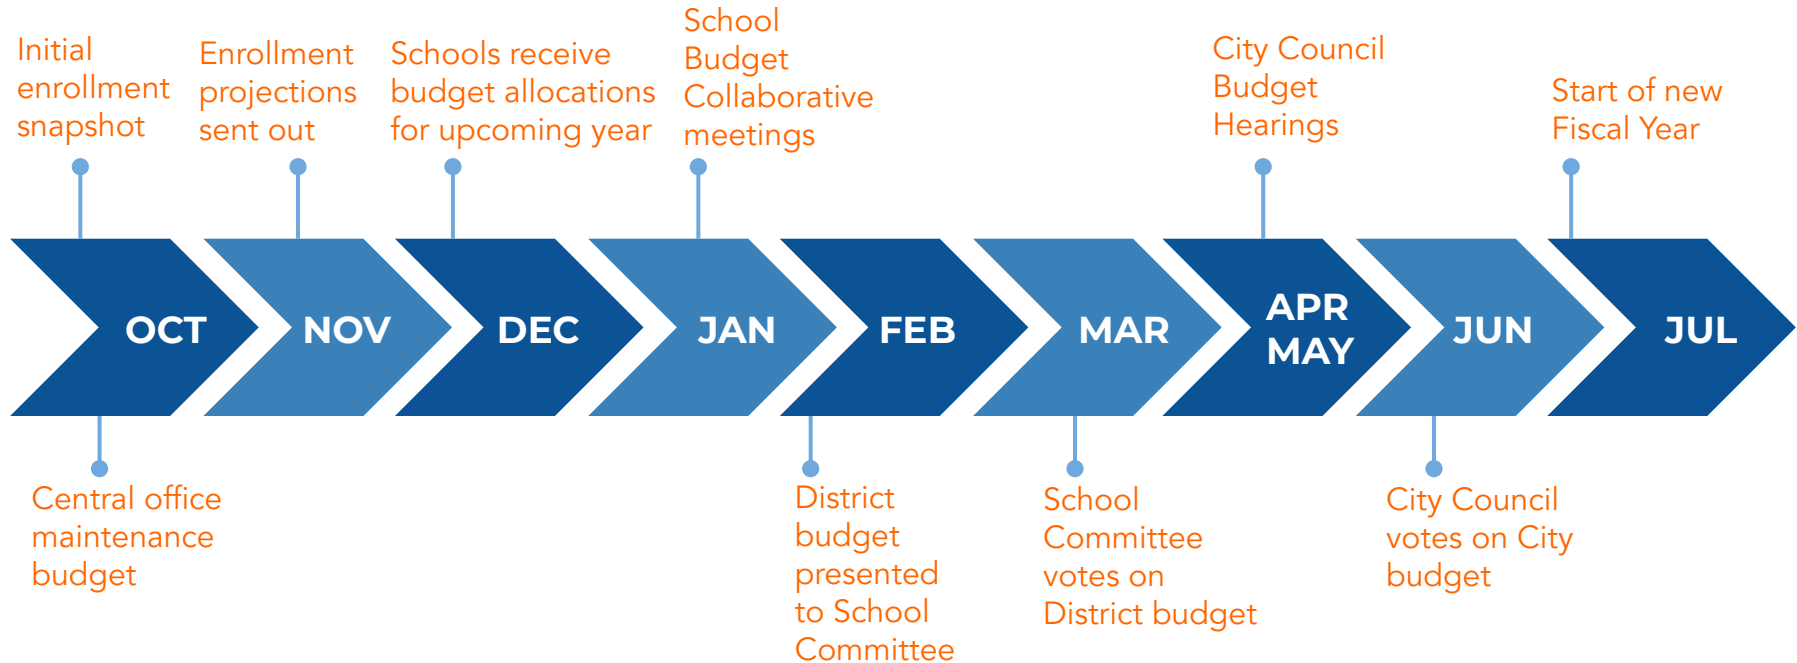 Initial
enrollment
snapshot
Enrollment
projections
sent out
Schools receive
budget allocations
for upcoming year
School
Budget
Collaborative
meetings
City Council
Budget
Hearings
Start of new
Fiscal Year
OCT
NOV
DEC
JAN
FEB
MAR
APR
MAY
JUN
JUL
Central office
maintenance
budget
District
budget
presented
to School
Committee
School
Committee
votes on
District budget
City Council
votes on City
budget